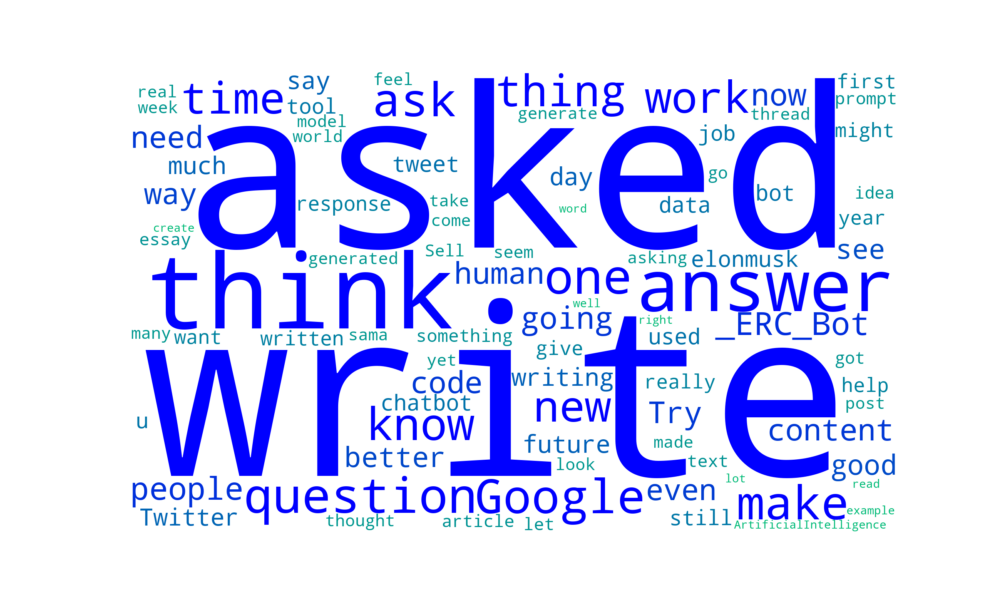 real
week
time
say
tool
feel
ask
thing
work
now
first
prompt
model
world
generate
thread
need
asked
job
might
much
tweet
way
response
take
come
day
go
bot
word
data
idea
year
create
essay
generated
Sell
seem
asking
elonmusk
see
think
human
one
answer
well
going
right
used
_ERC_Bot
many
want
written
sama
something
yet
give
got
write
code
writing
really
help
chatbot
post
u
know
new
Try
content
better
future
made
look
text
lot
good
read
people
question
Google
even
make
example
Twitter
thought
article
let
still
ArtificialIntelligence